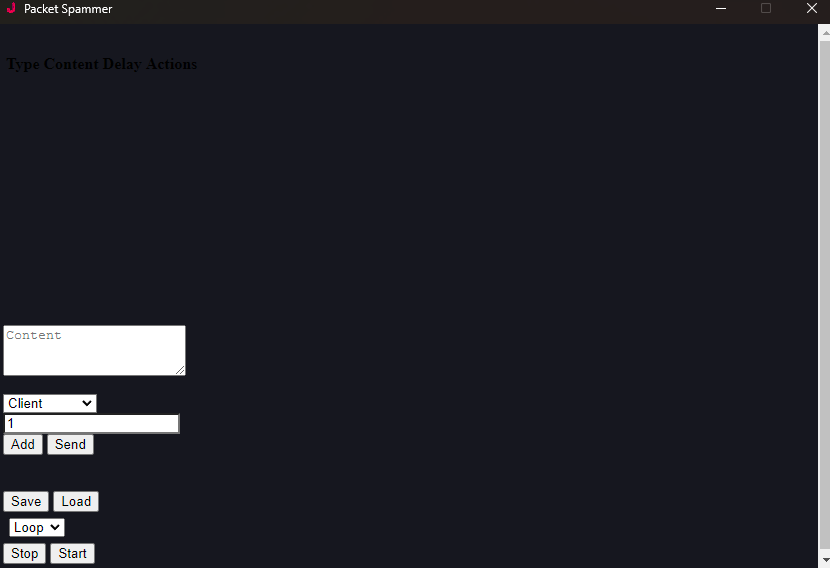 Packet Spammer
Type Content Delay Actions
Content
Client
1
Add Send
Save Load
Loop
Stop Start